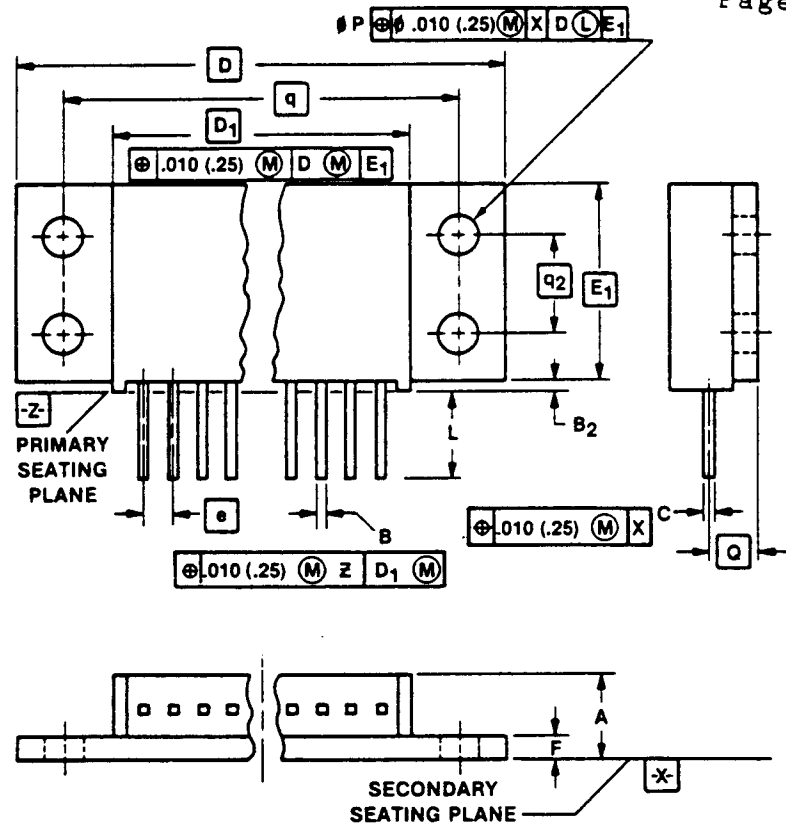 Page
ø P ⊕ ø .010 (.25) Ⓜ X D Ⓛ E₁
D
q
D₁
⊕ .010 (.25) Ⓜ D Ⓜ E₁
q₂
E₁
-Z-
PRIMARY
SEATING
PLANE
L
B₂
e
B
⊕ .010 (.25) Ⓜ X
C
Q
⊕ .010 (.25) Ⓜ Z D₁ Ⓜ
A
F
SECONDARY
SEATING PLANE
-X-